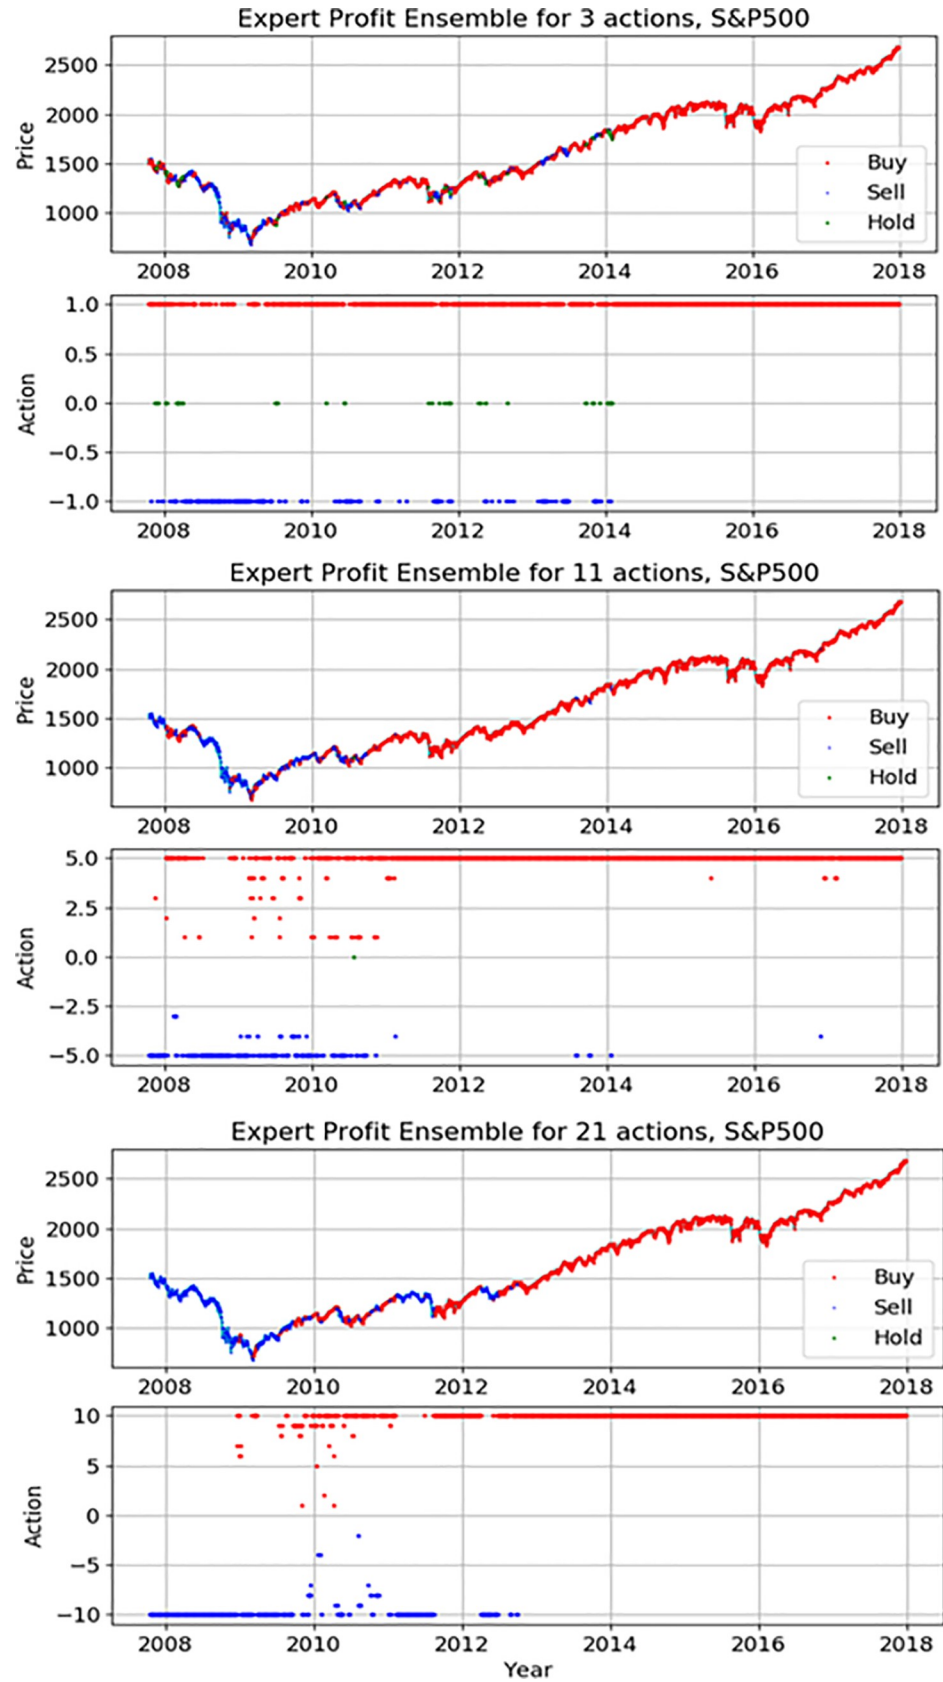 Expert Profit Ensemble for 3 actions, S&P500
2500
2000
1500
1000
Price
Buy
Sell
Hold
2008 2010 2012 2014 2016 2018
1.0
0.5
0.0
−0.5
−1.0
Action
2008 2010 2012 2014 2016 2018
Expert Profit Ensemble for 11 actions, S&P500
2500
2000
1500
1000
Price
Buy
Sell
Hold
2008 2010 2012 2014 2016 2018
5.0
2.5
0.0
−2.5
−5.0
Action
2008 2010 2012 2014 2016 2018
Expert Profit Ensemble for 21 actions, S&P500
2500
2000
1500
1000
Price
Buy
Sell
Hold
2008 2010 2012 2014 2016 2018
10
5
0
−5
−10
Action
2008 2010 2012 2014 2016 2018
Year